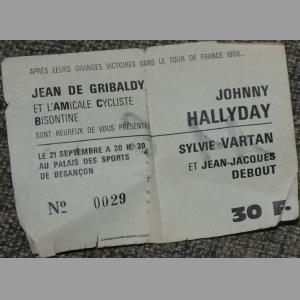 APRÈS LEURS GRANDES VICTOIRES DANS LE TOUR DE FRANCE 1969...
JEAN DE GRIBALDY
ET L'AMICALE CYCLISTE
BISONTINE
SONT HEUREUX DE VOUS PRÉSENTER
LE 21 SEPTEMBRE A 20 H. 30
AU PALAIS DES SPORTS
DE BESANÇON
Nº 0029
JOHNNY
HALLYDAY
SYLVIE VARTAN
ET JEAN-JACQUES
DEBOUT
30 F.